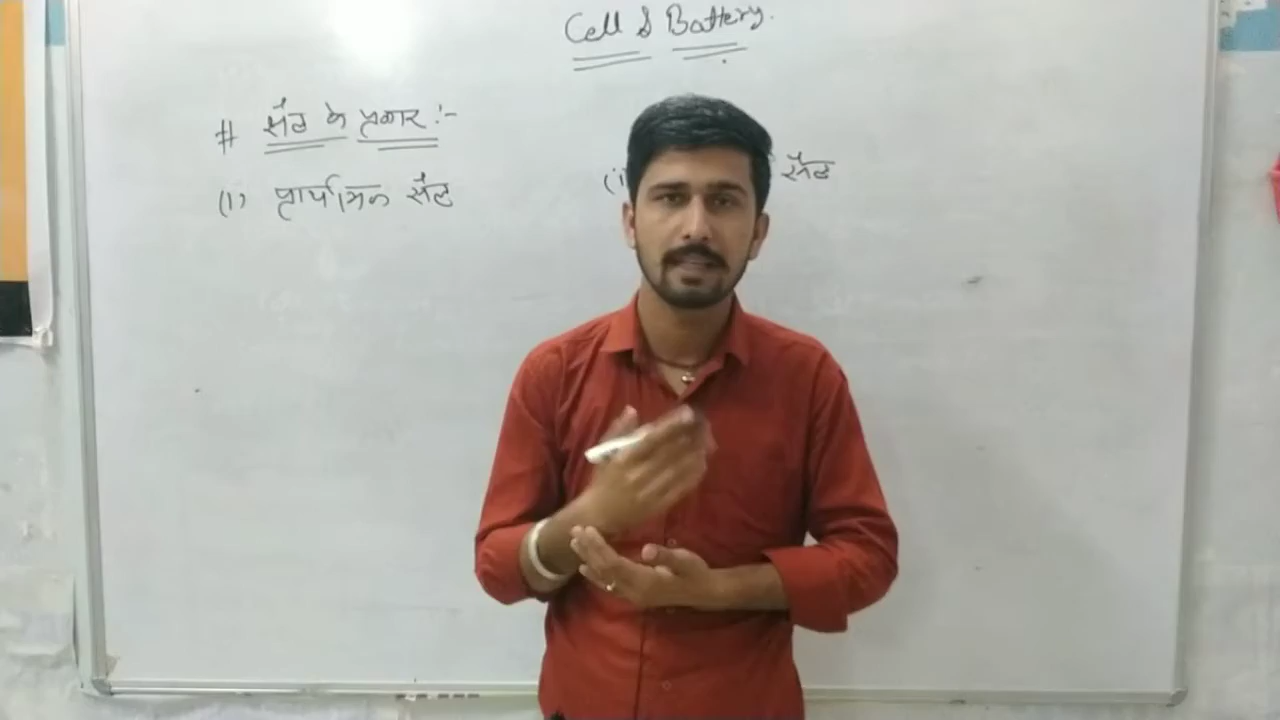 Cell & Battery.
# सैल के प्रकार :-
(1) प्राथमिक सैल
सैल